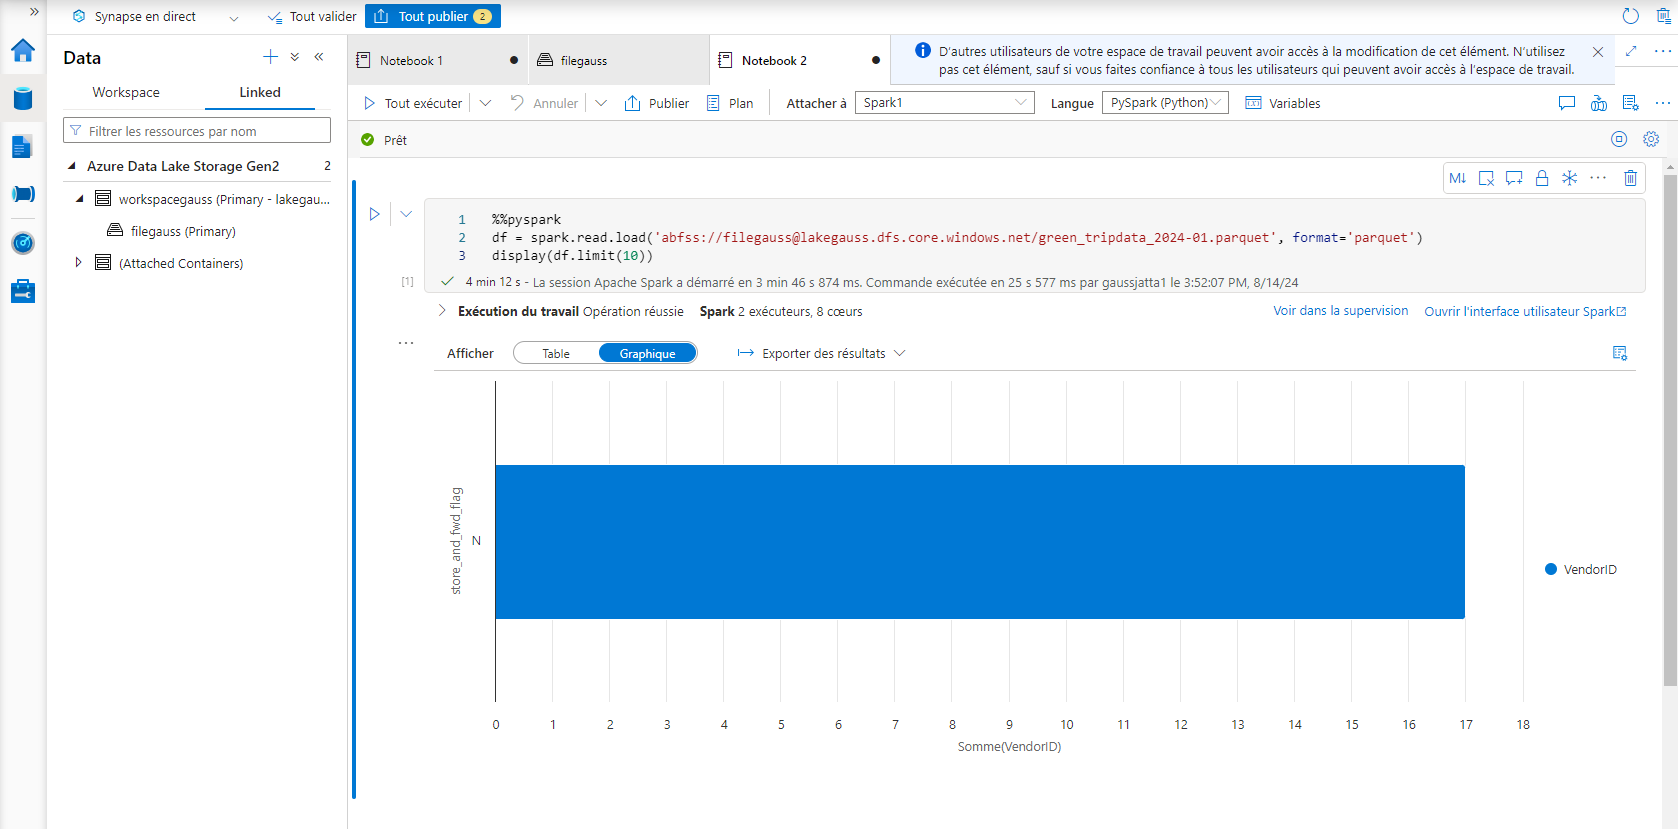 Synapse en direct
Tout valider
Tout publier 2
Data
Workspace Linked
Filtrer les ressources par nom
Azure Data Lake Storage Gen2 2
workspacegauss (Primary - lakegau...
filegauss (Primary)
(Attached Containers)
Notebook 1
filegauss
Notebook 2
D'autres utilisateurs de votre espace de travail peuvent avoir accès à la modification de cet élément. N'utilisez
pas cet élément, sauf si vous faites confiance à tous les utilisateurs qui peuvent avoir accès à l'espace de travail.
Tout exécuter Annuler Publier Plan Attacher à Spark1 Langue PySpark (Python) Variables
Prêt
M↓
1 %%pyspark
2 df = spark.read.load('abfss://filegauss@lakegauss.dfs.core.windows.net/green_tripdata_2024-01.parquet', format='parquet')
3 display(df.limit(10))
[1] 4 min 12 s - La session Apache Spark a démarré en 3 min 46 s 874 ms. Commande exécutée en 25 s 577 ms par gaussjatta1 le 3:52:07 PM, 8/14/24
Exécution du travail Opération réussie Spark 2 exécuteurs, 8 cœurs
Voir dans la supervision Ouvrir l'interface utilisateur Spark
Afficher Table Graphique Exporter des résultats
store_and_fwd_flag
N
VendorID
0 1 2 3 4 5 6 7 8 9 10 11 12 13 14 15 16 17 18
Somme(VendorID)